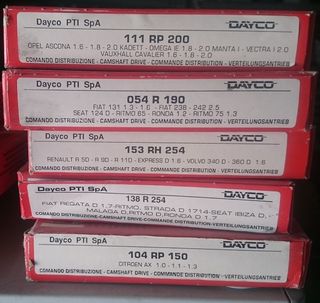 Dayco PTI SpA DAYCO
111 RP 200
OPEL ASCONA 1.6 - 1.8 - 2.0 KADETT - OMEGA IE 1.8 - 2.0 MANTA I - VECTRA I 2.0
VAUXHALL CAVALIER 1.6 - 1.8 - 2.0
COMANDO DISTRIBUZIONE - CAMSHAFT DRIVE - COMMANDE DISTRIBUTION - VERTEILUNGSANTRIEB
Dayco PTI SpA DAYCO
054 R 190
FIAT 131 1.3 - 1.6 - FIAT 238 - 242 2.5
SEAT 124 D - RITMO 65 - RONDA 1.2 - RITMO 75 1.3
COMANDO DISTRIBUZIONE - CAMSHAFT DRIVE - COMMANDE DISTRIBUTION - VERTEILUNGSANTRIEB
Dayco PTI SpA DAYCO
153 RH 254
RENAULT R 5D - R 9D - R 11D - EXPRESS D 1.6 - VOLVO 340 D - 360 D 1.6
COMANDO DISTRIBUZIONE - CAMSHAFT DRIVE - COMMANDE DISTRIBUTION - VERTEILUNGSANTRIEB
Dayco PTI SpA DAYCO
138 R 254
FIAT REGATA D 1.7-RITMO, STRADA D 1714-SEAT IBIZA D,-
MALAGA D,RITMO D,RONDA D 1.7
COMANDO DISTRIBUZIONE - CAMSHAFT DRIVE - COMMANDE DISTRIBUTION - VERTEILUNGSANTRIEB
Dayco PTI SpA DAYCO
104 RP 150
CITROEN AX 1.0 - 1.1 - 1.3
COMANDO DISTRIBUZIONE - CAMSHAFT DRIVE - COMMANDE DISTRIBUTION - VERTEILUNGSANTRIEB